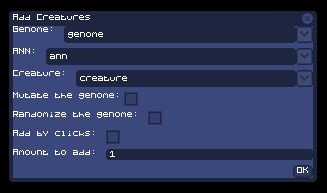 Add Creatures
Genome: genome
ANN: ann
Creature: creature
Mutate the genome:
Randomize the genome:
Add by clicks:
Amount to add: 1
OK